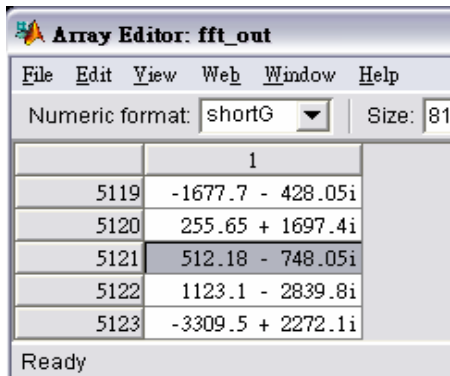 Array Editor: fft_out
File Edit View Web Window Help
Numeric format: shortG Size: 81
1
5119 -1677.7 - 428.05i
5120 255.65 + 1697.4i
5121 512.18 - 748.05i
5122 1123.1 - 2839.8i
5123 -3309.5 + 2272.1i
Ready